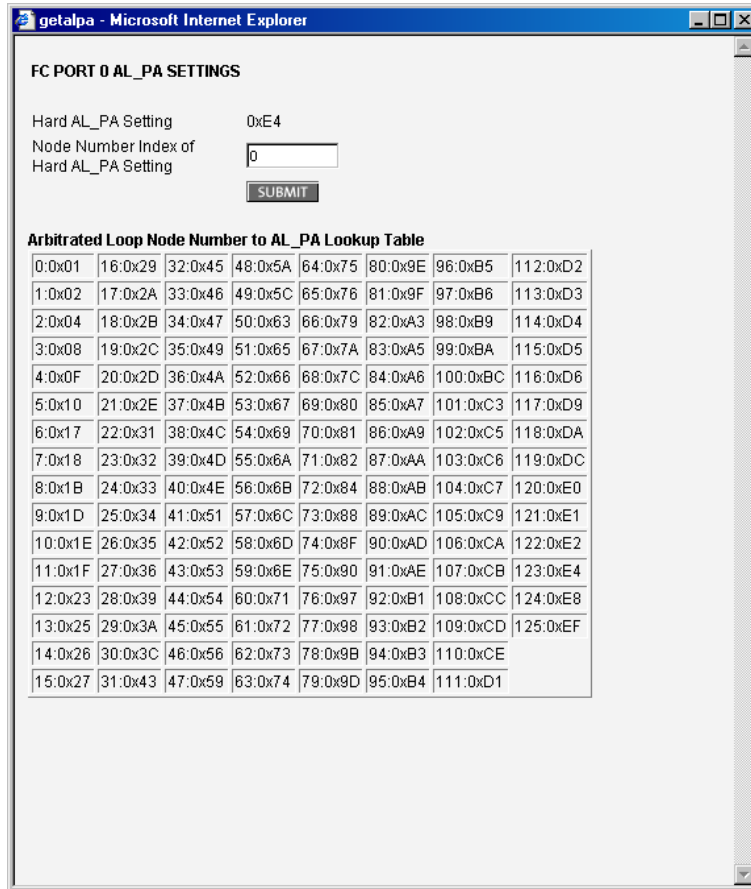 getalpa - Microsoft Internet Explorer
FC PORT 0 AL_PA SETTINGS
Hard AL_PA Setting 0xE4
Node Number Index of
Hard AL_PA Setting
0
SUBMIT
Arbitrated Loop Node Number to AL_PA Lookup Table
0:0x01 16:0x29 32:0x45 48:0x5A 64:0x75 80:0x9E 96:0xB5 112:0xD2
1:0x02 17:0x2A 33:0x46 49:0x5C 65:0x76 81:0x9F 97:0xB6 113:0xD3
2:0x04 18:0x2B 34:0x47 50:0x63 66:0x79 82:0xA3 98:0xB9 114:0xD4
3:0x08 19:0x2C 35:0x49 51:0x65 67:0x7A 83:0xA5 99:0xBA 115:0xD5
4:0x0F 20:0x2D 36:0x4A 52:0x66 68:0x7C 84:0xA6 100:0xBC 116:0xD6
5:0x10 21:0x2E 37:0x4B 53:0x67 69:0x80 85:0xA7 101:0xC3 117:0xD9
6:0x17 22:0x31 38:0x4C 54:0x69 70:0x81 86:0xA9 102:0xC5 118:0xDA
7:0x18 23:0x32 39:0x4D 55:0x6A 71:0x82 87:0xAA 103:0xC6 119:0xDC
8:0x1B 24:0x33 40:0x4E 56:0x6B 72:0x84 88:0xAB 104:0xC7 120:0xE0
9:0x1D 25:0x34 41:0x51 57:0x6C 73:0x88 89:0xAC 105:0xC9 121:0xE1
10:0x1E 26:0x35 42:0x52 58:0x6D 74:0x8F 90:0xAD 106:0xCA 122:0xE2
11:0x1F 27:0x36 43:0x53 59:0x6E 75:0x90 91:0xAE 107:0xCB 123:0xE4
12:0x23 28:0x39 44:0x54 60:0x71 76:0x97 92:0xB1 108:0xCC 124:0xE8
13:0x25 29:0x3A 45:0x55 61:0x72 77:0x98 93:0xB2 109:0xCD 125:0xEF
14:0x26 30:0x3C 46:0x56 62:0x73 78:0x9B 94:0xB3 110:0xCE
15:0x27 31:0x43 47:0x59 63:0x74 79:0x9D 95:0xB4 111:0xD1